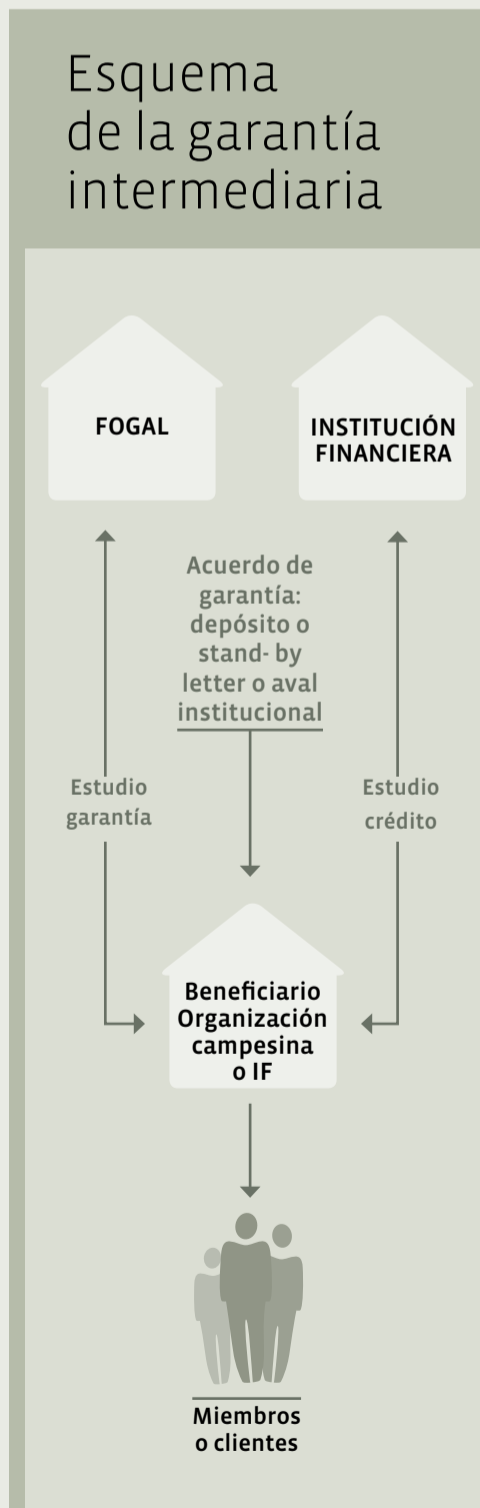 Esquema
de la garantía
intermediaria
FOGAL
INSTITUCIÓN
FINANCIERA
Acuerdo de
garantía:
depósito o
stand- by
letter o aval
institucional
Estudio
garantía
Estudio
crédito
Beneficiario
Organización
campesina
o IF
Miembros
o clientes